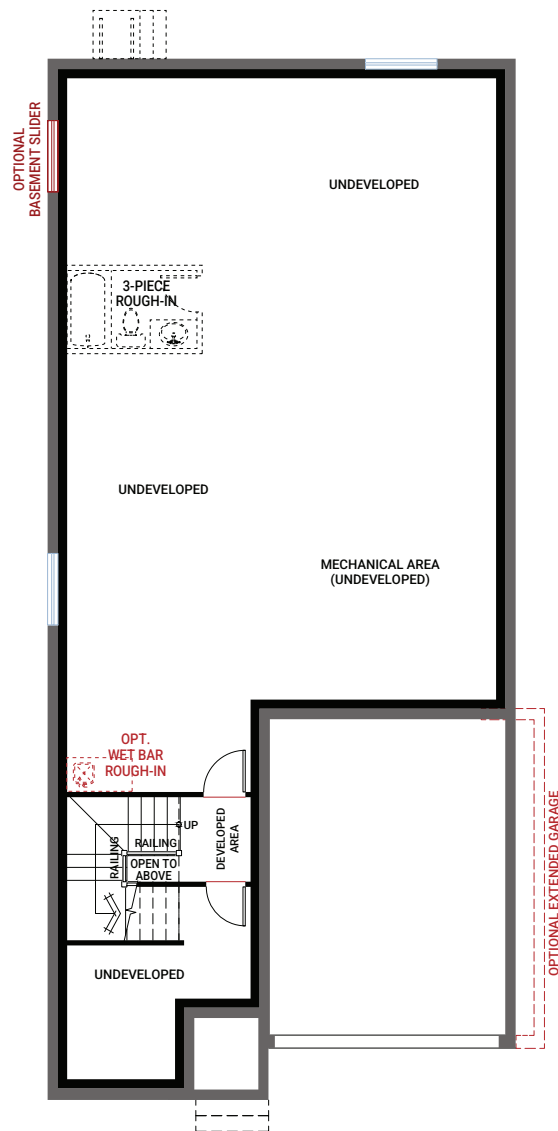 OPTIONAL
BASEMENT SLIDER
UNDEVELOPED
3-PIECE
ROUGH-IN
UNDEVELOPED
MECHANICAL AREA
(UNDEVELOPED)
OPT.
WET BAR
ROUGH-IN
UP
RAILING
RAILING
OPEN TO
ABOVE
DEVELOPED
AREA
OPTIONAL EXTENDED GARAGE
UNDEVELOPED